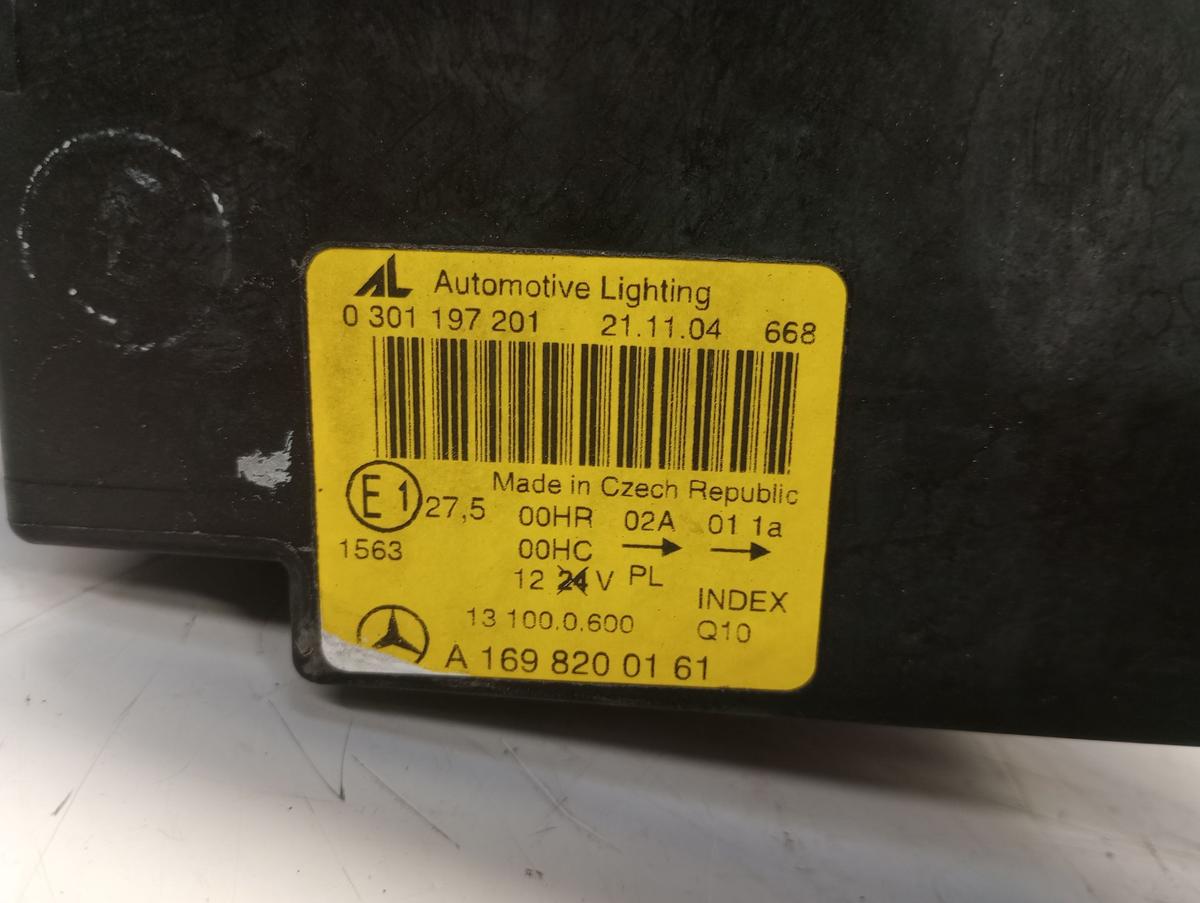 AL Automotive Lighting
0 301 197 201 21.11.04 668
Made in Czech Republic
E1 27,5 00HR 02A 01 1a
1563 00HC → →
12 24 V PL
INDEX
13 100.0.600 Q10
A 169 820 01 61